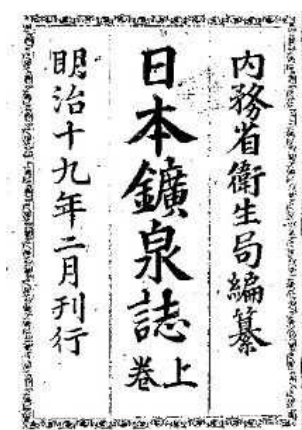 内務省衛生局編纂
日本鑛泉誌 上卷
明治十九年二月刊行